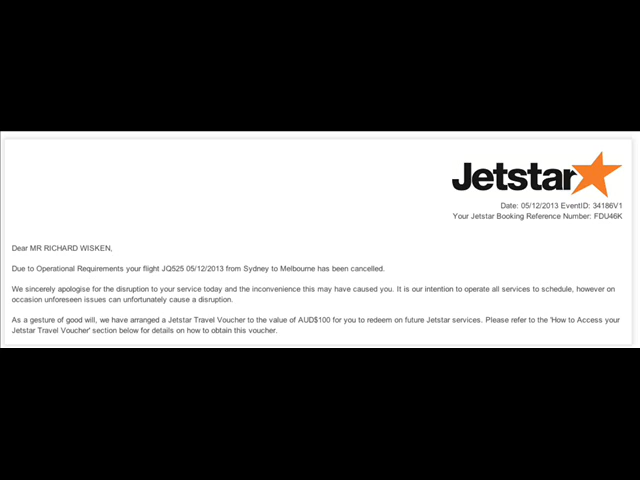 Jetstar
Date: 05/12/2013 EventID: 34186V1
Your Jetstar Booking Reference Number: FDU46K
Dear MR RICHARD WISKEN,
Due to Operational Requirements your flight JQ525 05/12/2013 from Sydney to Melbourne has been cancelled.
We sincerely apologise for the disruption to your service today and the inconvenience this may have caused you. It is our intention to operate all services to schedule, however on
occasion unforeseen issues can unfortunately cause a disruption.
As a gesture of good will, we have arranged a Jetstar Travel Voucher to the value of AUD$100 for you to redeem on future Jetstar services. Please refer to the 'How to Access your
Jetstar Travel Voucher' section below for details on how to obtain this voucher.